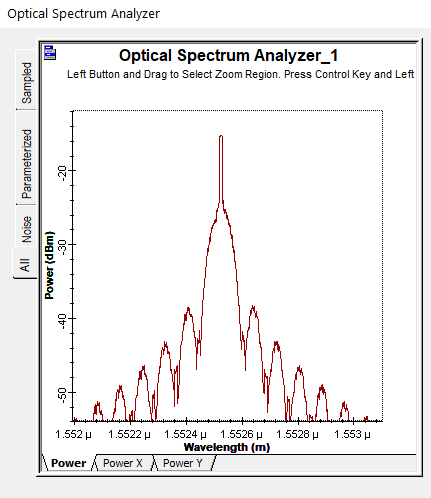 Optical Spectrum Analyzer
Optical Spectrum Analyzer_1
Left Button and Drag to Select Zoom Region. Press Control Key and Left
Sampled
Parameterized
Noise
All
Power (dBm)
-20
-30
-40
-50
1.552 µ 1.5522 µ 1.5524 µ 1.5526 µ 1.5528 µ 1.553 µ
Wavelength (m)
Power Power X Power Y